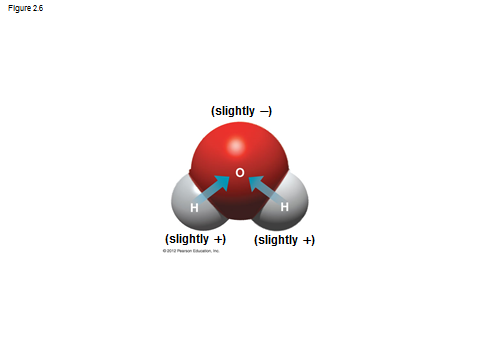 Figure 2.6
(slightly –)
O
H
H
(slightly +)
(slightly +)
© 2012 Pearson Education, Inc.